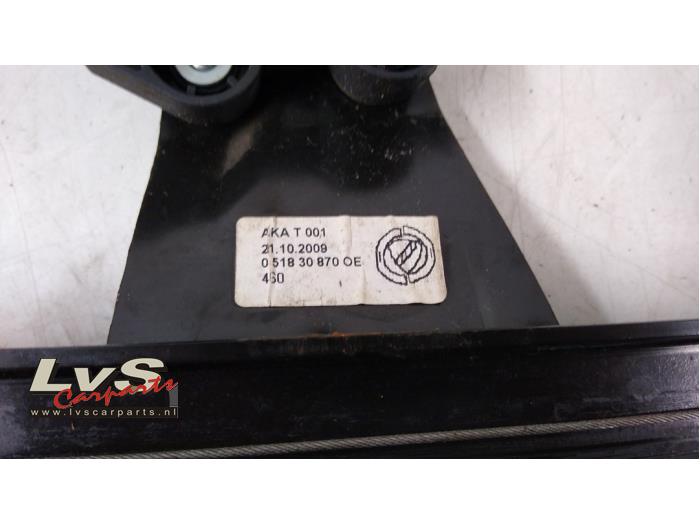 AKA T 001
21.10.2009
0 518 30 870 OE
460
LvS
Carparts
www.lvscarparts.nl